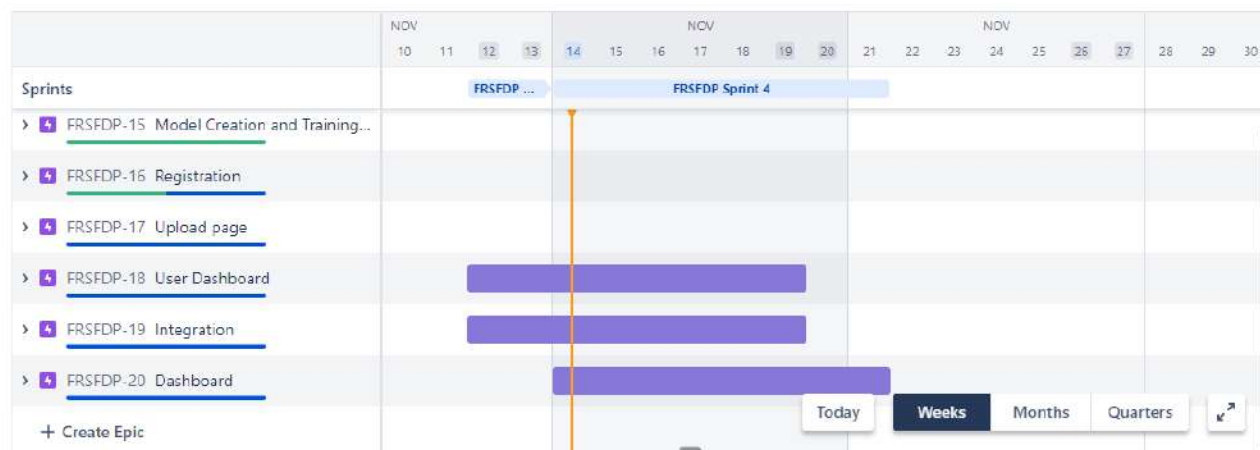 NOV NOV NOV
10 11 12 13 14 15 16 17 18 19 20 21 22 23 24 25 26 27 28 29 30
Sprints FRSFDP ... FRSFDP Sprint 4
FRSFDP-15 Model Creation and Training...
FRSFDP-16 Registration
FRSFDP-17 Upload page
FRSFDP-18 User Dashboard
FRSFDP-19 Integration
FRSFDP-20 Dashboard
Today Weeks Months Quarters
+ Create Epic